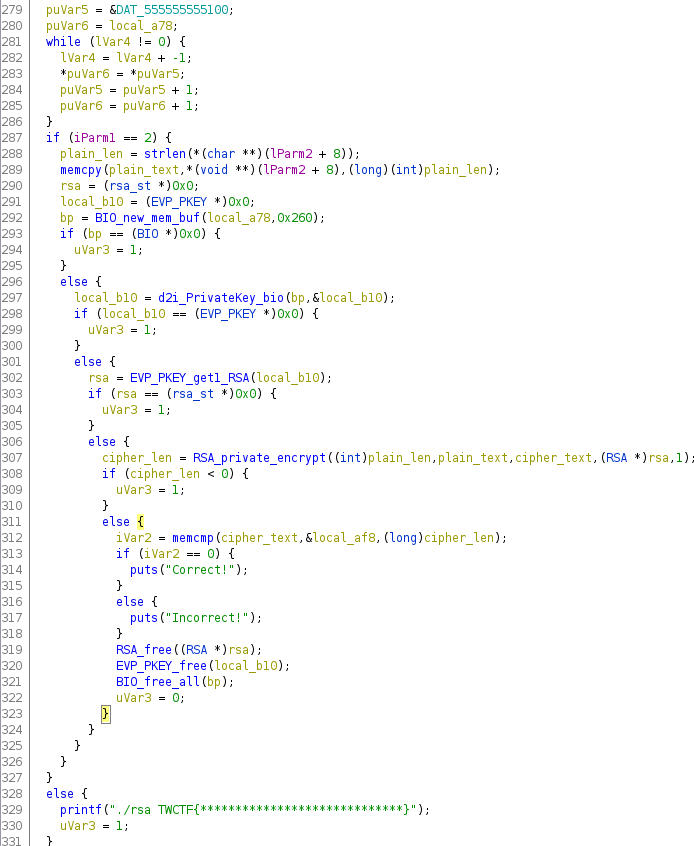 279 puVar5 = &DAT_555555555100;
280 puVar6 = local_a78;
281 while (lVar4 != 0) {
282 lVar4 = lVar4 + -1;
283 *puVar6 = *puVar5;
284 puVar5 = puVar5 + 1;
285 puVar6 = puVar6 + 1;
286 }
287 if (iParm1 == 2) {
288 plain_len = strlen(*(char **)(lParm2 + 8));
289 memcpy(plain_text,*(void **)(lParm2 + 8),(long)(int)plain_len);
290 rsa = (rsa_st *)0x0;
291 local_b10 = (EVP_PKEY *)0x0;
292 bp = BIO_new_mem_buf(local_a78,0x260);
293 if (bp == (BIO *)0x0) {
294 uVar3 = 1;
295 }
296 else {
297 local_b10 = d2i_PrivateKey_bio(bp,&local_b10);
298 if (local_b10 == (EVP_PKEY *)0x0) {
299 uVar3 = 1;
300 }
301 else {
302 rsa = EVP_PKEY_get1_RSA(local_b10);
303 if (rsa == (rsa_st *)0x0) {
304 uVar3 = 1;
305 }
306 else {
307 cipher_len = RSA_private_encrypt((int)plain_len,plain_text,cipher_text,(RSA *)rsa,1);
308 if (cipher_len < 0) {
309 uVar3 = 1;
310 }
311 else {
312 iVar2 = memcmp(cipher_text,&local_af8,(long)cipher_len);
313 if (iVar2 == 0) {
314 puts("Correct!");
315 }
316 else {
317 puts("Incorrect!");
318 }
319 RSA_free((RSA *)rsa);
320 EVP_PKEY_free(local_b10);
321 BIO_free_all(bp);
322 uVar3 = 0;
323 }
324 }
325 }
326 }
327 }
328 else {
329 printf("./rsa TWCTF{*****************************}");
330 uVar3 = 1;
331 }